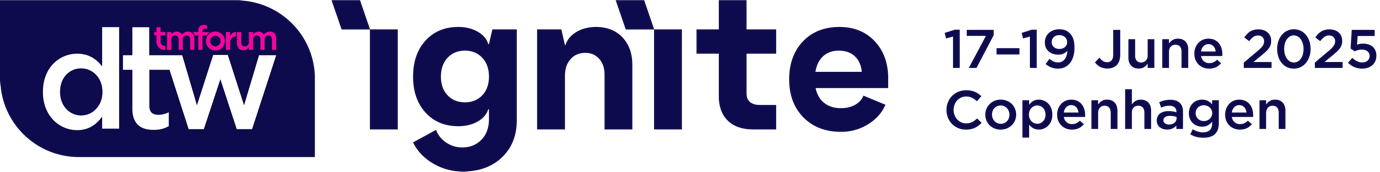 tmforum
dtw
ignite
17–19 June 2025
Copenhagen